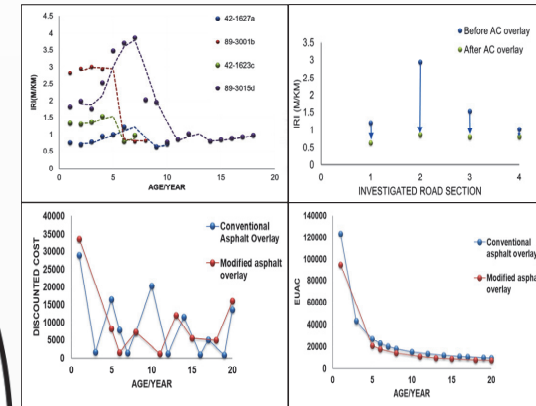 4.5
4
3.5
3
2.5
2
1.5
1
0.5
0
0 5 10 15 20
IRI(M/KM)
AGE/YEAR
42-1627a
89-3001b
42-1623c
89-3015d
Before AC overlay
After AC overlay
3.5
3
2.5
2
1.5
1
0.5
0
0 1 2 3 4
IRI (M/KM)
INVESTIGATED ROAD SECTION
40000
35000
30000
25000
20000
15000
10000
5000
0
0 5 10 15 20
DISCOUNTED COST
AGE/YEAR
Conventional
Asphalt Overlay
Modified asphalt
overlay
140000
120000
100000
80000
60000
40000
20000
0
0 5 10 15 20
EUAC
AGE/YEAR
Conventional
asphalt overlay
Modified asphalt
overlay